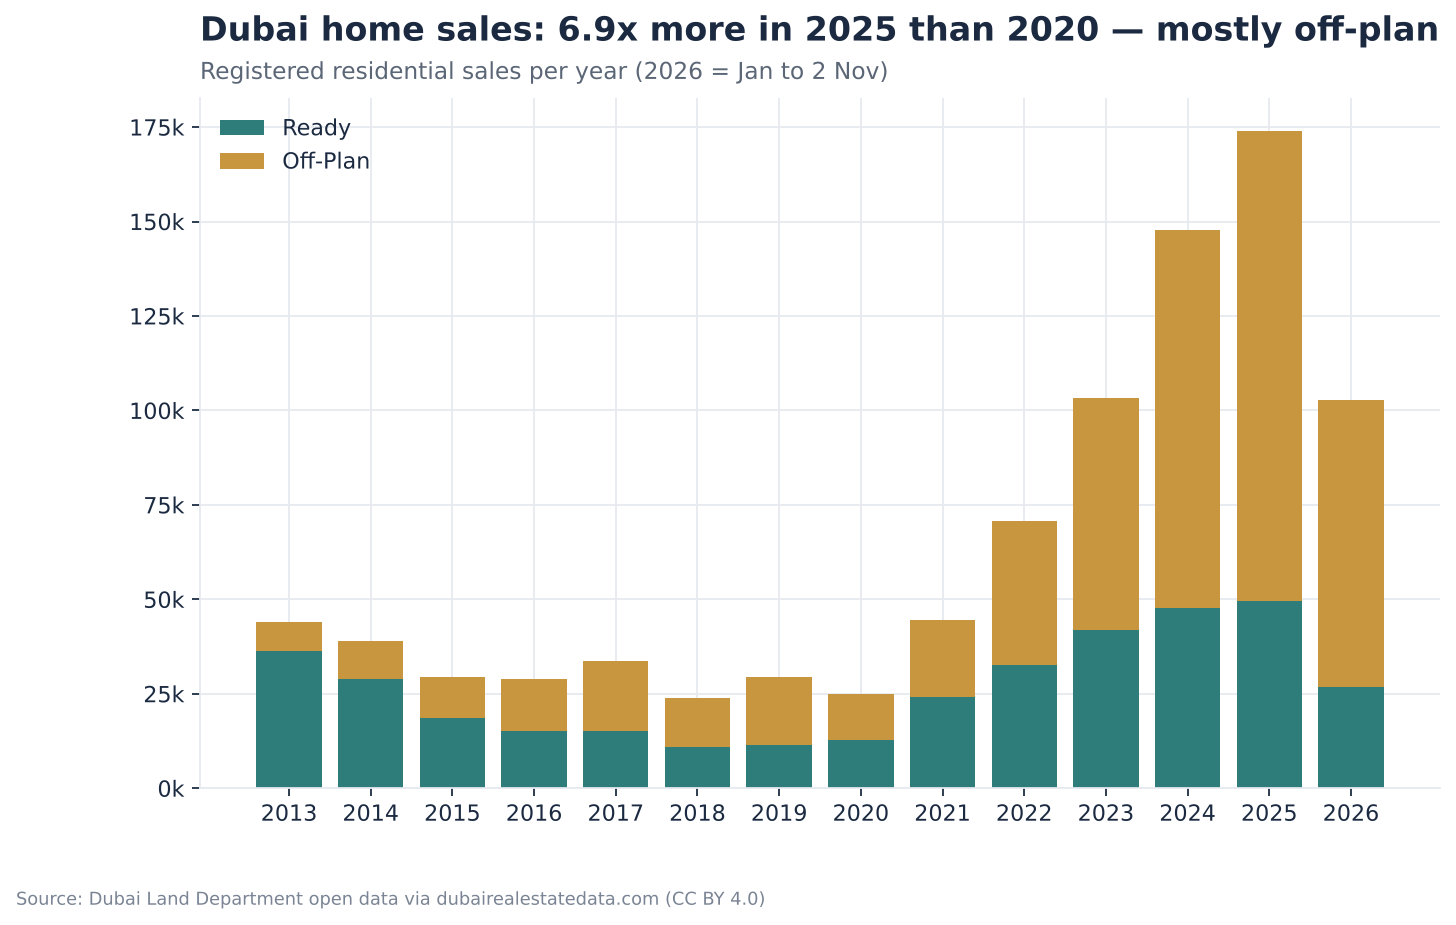 Dubai home sales: 6.9x more in 2025 than 2020 — mostly off-plan
Registered residential sales per year (2026 = Jan to 2 Nov)
Ready
Off-Plan
175k
150k
125k
100k
75k
50k
25k
0k
2013 2014 2015 2016 2017 2018 2019 2020 2021 2022 2023 2024 2025 2026
Source: Dubai Land Department open data via dubairealestatedata.com (CC BY 4.0)